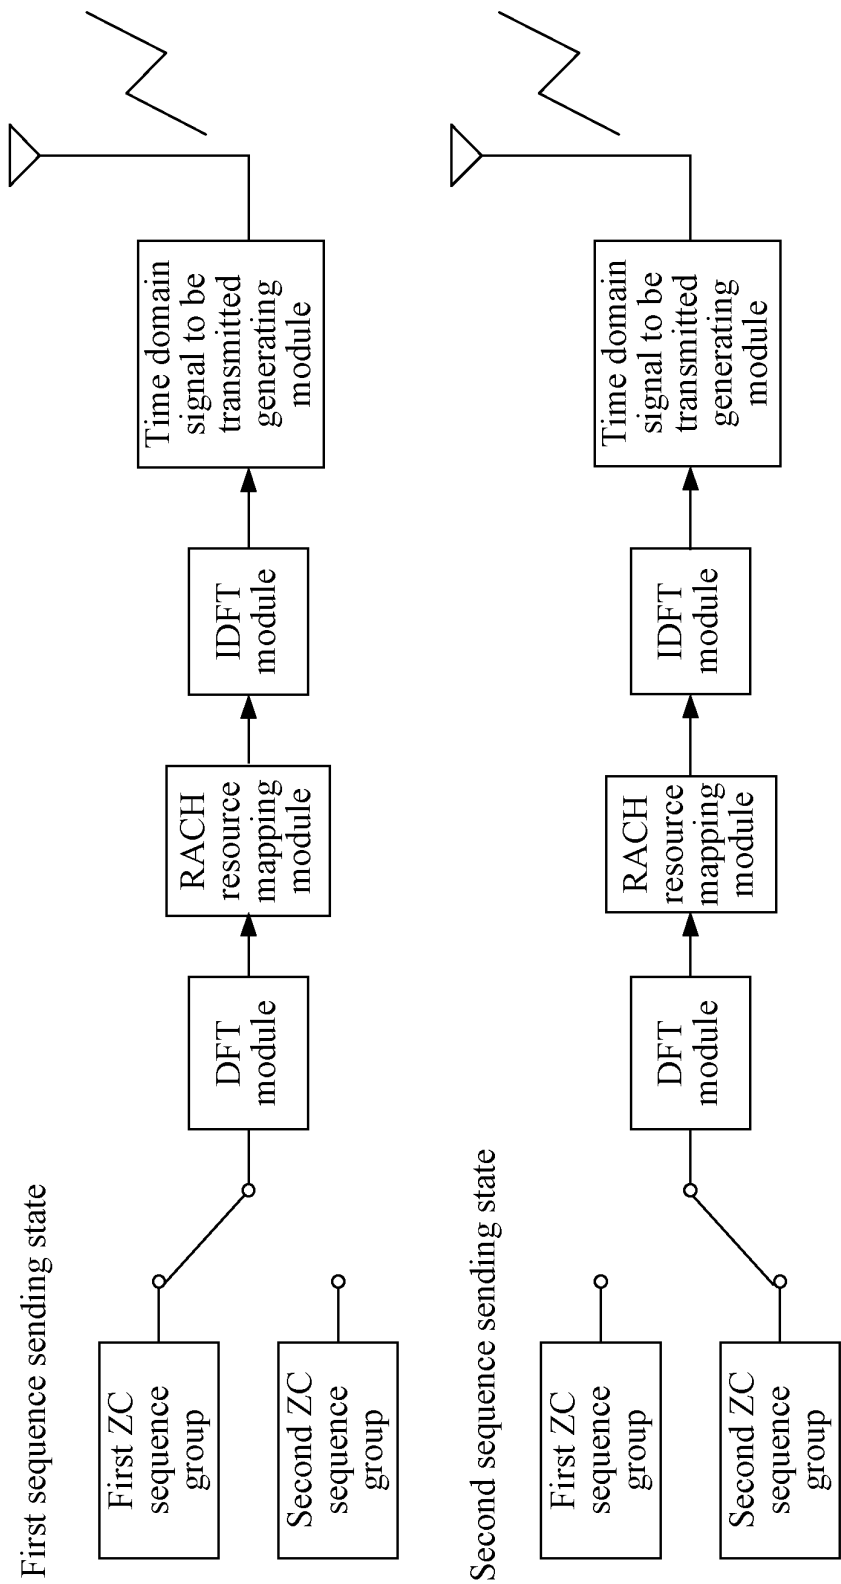 First sequence sending state
First ZC
sequence
group
Second ZC
sequence
group
DFT
module
RACH
resource
mapping
module
IDFT
module
Time domain
signal to be
transmitted
generating
module
Second sequence sending state
First ZC
sequence
group
Second ZC
sequence
group
DFT
module
RACH
resource
mapping
module
IDFT
module
Time domain
signal to be
transmitted
generating
module